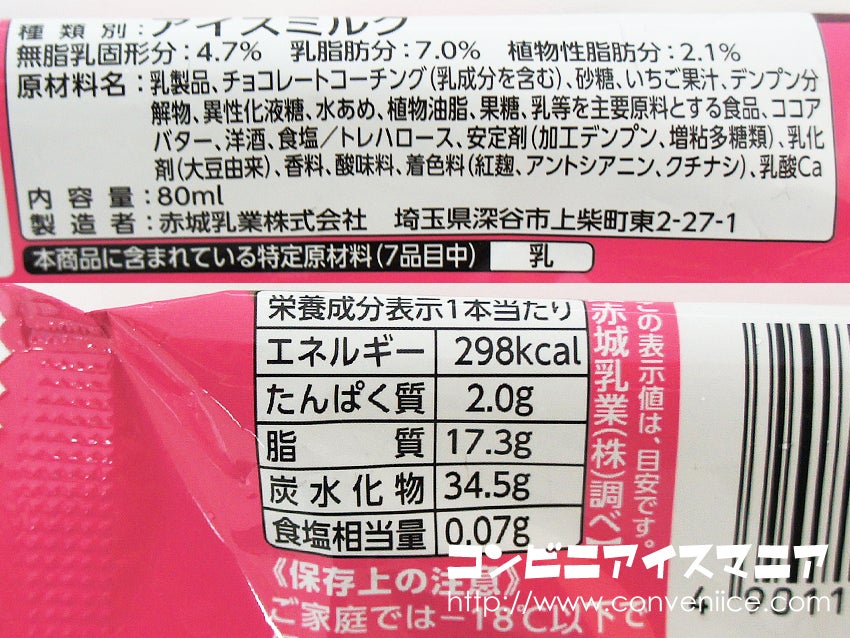 種類別：アイスミルク
無脂乳固形分：4.7% 乳脂肪分：7.0% 植物性脂肪分：2.1%
原材料名：乳製品、チョコレートコーチング（乳成分を含む）、砂糖、いちご果汁、デンプン分
解物、異性化液糖、水あめ、植物油脂、果糖、乳等を主要原料とする食品、ココア
バター、洋酒、食塩／トレハロース、安定剤（加工デンプン、増粘多糖類）、乳化
剤（大豆由来）、香料、酸味料、着色料（紅麹、アントシアニン、クチナシ）、乳酸Ca
内容量：80ml
製造者：赤城乳業株式会社 埼玉県深谷市上柴町東2-27-1
本商品に含まれている特定原材料（7品目中） 乳
栄養成分表示1本当たり
エネルギー 298kcal
たんぱく質 2.0g
脂質 17.3g
炭水化物 34.5g
食塩相当量 0.07g
この表示値は、目安です。
赤城乳業（株）調べ】
《保存上の注意》
ご家庭では−18℃以下で
コンビニアイスマニア
http://www.conveniice.com/